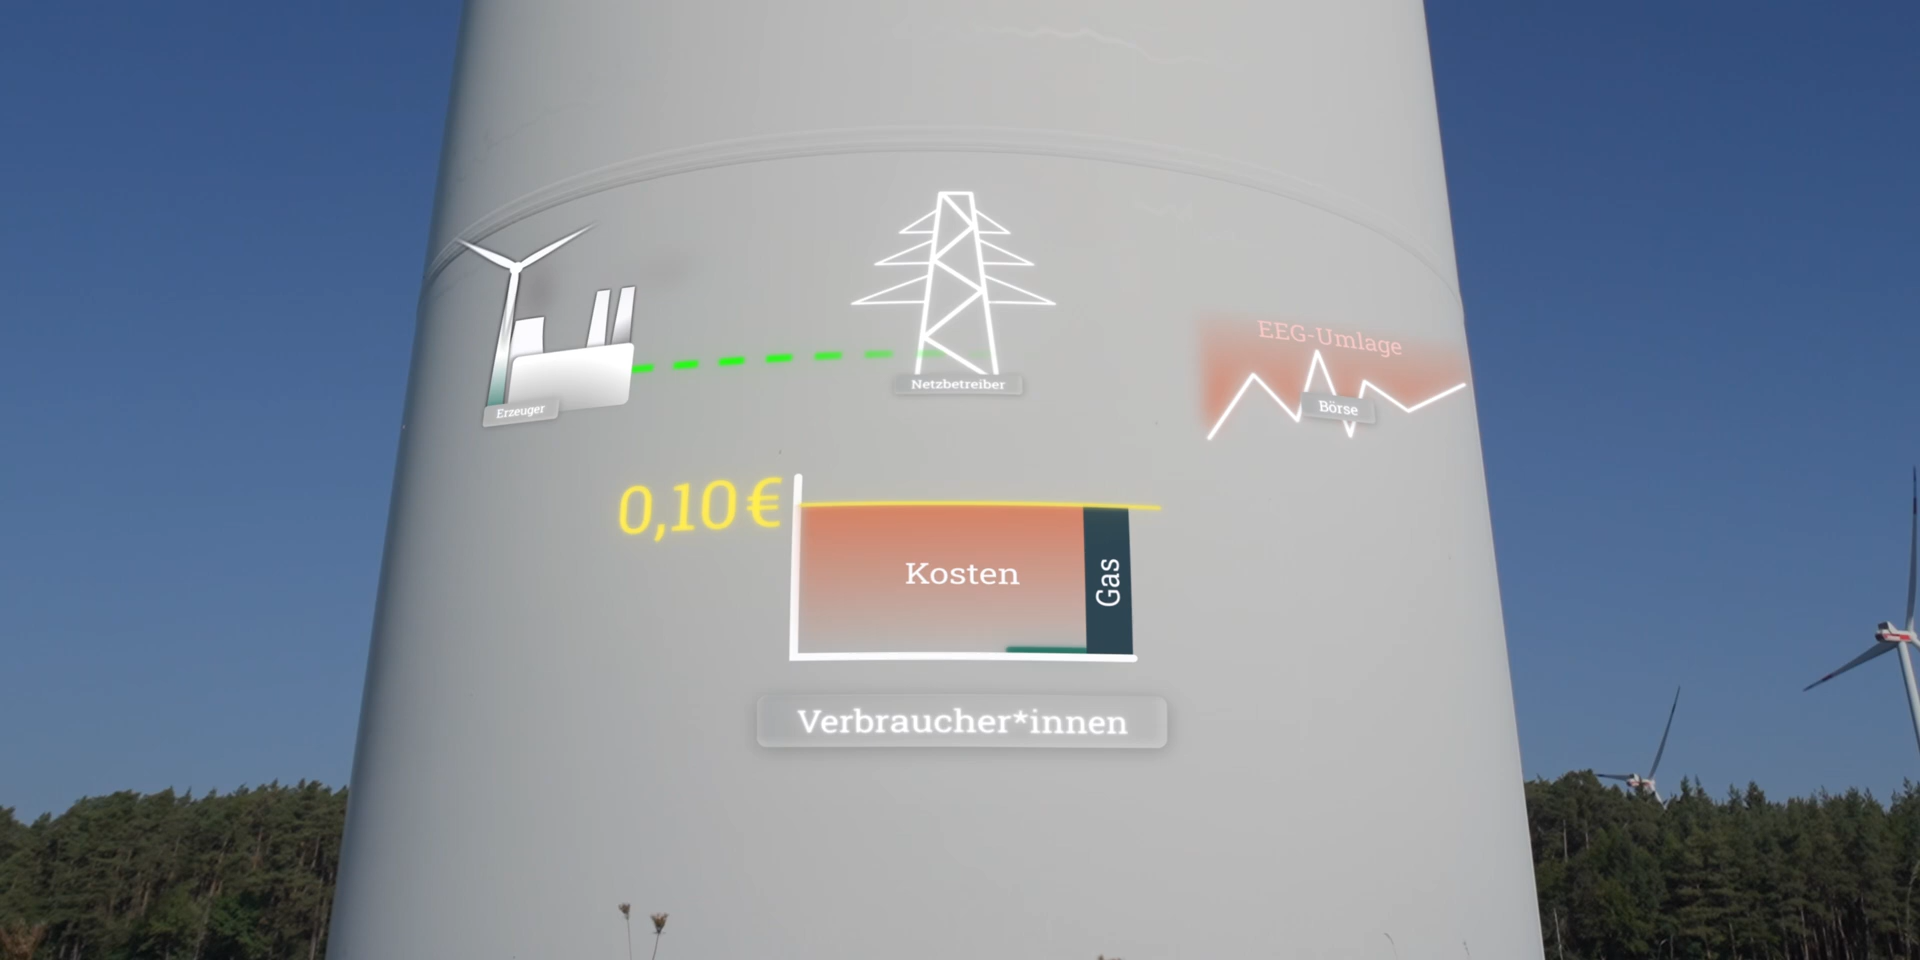 EEG-Umlage
Netzbetreiber
Erzeuger
Börse
0,10 €
Kosten
Gas
Verbraucher*innen